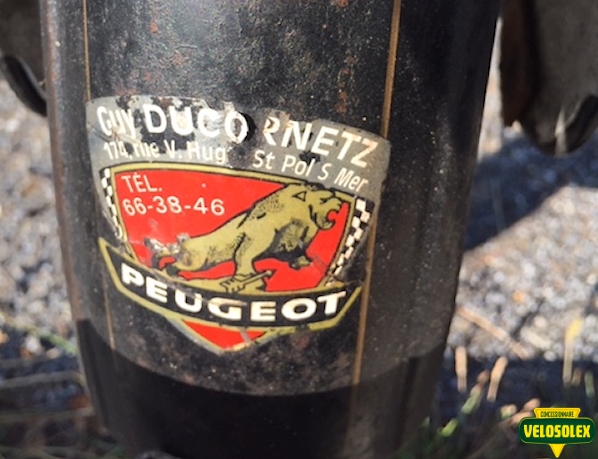 Guy DUCORNETZ
174, rue V. Hug
St Pol S Mer
TÉL.
66-38-46
PEUGEOT
CONCESSIONNAIRE
VELOSOLEX